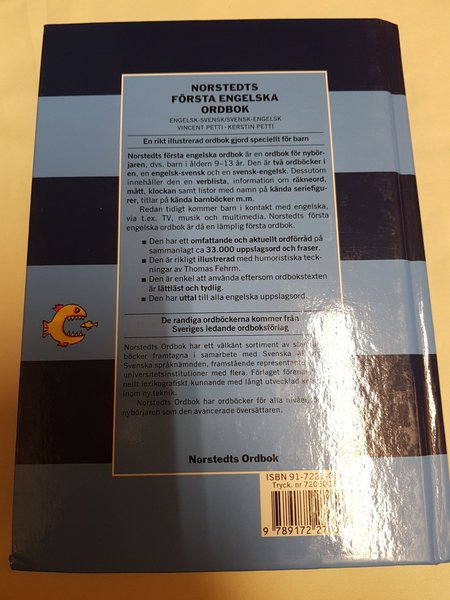 NORSTEDTS
FÖRSTA ENGELSKA
ORDBOK
ENGELSK-SVENSK/SVENSK-ENGELSK
VINCENT PETTI · KERSTIN PETTI
En rikt illustrerad ordbok gjord speciellt för barn
Norstedts första engelska ordbok är en ordbok för nybör-
jaren, dvs. barn i åldern 9–13 år. Den är två ordböcker i
en, en engelsk-svensk och en svensk-engelsk. Dessutom
innehåller den en verblista, information om räkneord,
mått, klockan samt listor med namn på kända seriefigu-
rer, titlar på kända barnböcker m.m.
Redan tidigt kommer barn i kontakt med engelska,
via t.ex. TV, musik och multimedia. Norstedts första
engelska ordbok är då en lämplig första ordbok.
Den har ett omfattande och aktuellt ordförråd på
sammanlagt ca 33.000 uppslagsord och fraser.
Den är rikligt illustrerad med humoristiska teck-
ningar av Thomas Fehrm.
Den är enkel att använda eftersom ordbokstexten
är lättläst och tydlig.
Den har uttal till alla engelska uppslagsord.
De randiga ordböckerna kommer från
Sveriges ledande ordboksförlag
Norstedts Ordbok har ett välkänt sortiment av
böcker framtagna i samarbete med Svenska
Svenska språknämnden, framstående
universitetsinstitutioner med flera. Förlaget
nellt lexikografiskt kunnande med långt utvecklad
inom ny teknik.
Norstedts Ordbok har ordböcker för alla
nybörjaren som den avancerade översättaren.
Norstedts Ordbok
ISBN 91-722
Tryck. nr
9 789172